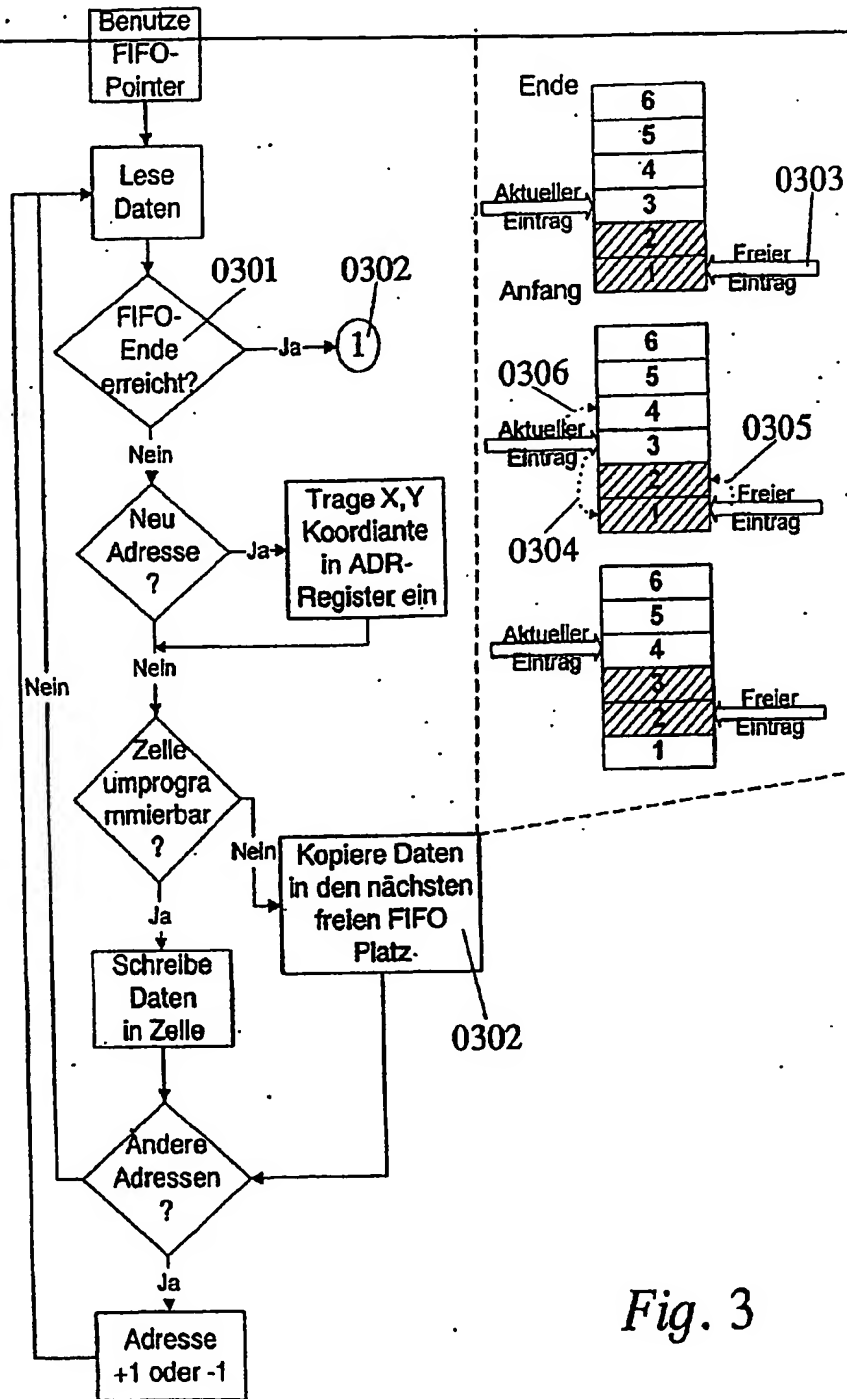 Benutze
FIFO-
Pointer
Lese
Daten
0301
0302
FIFO-
Ende
erreicht?
Ja
1
Nein
Neu
Adresse
?
Ja
Trage X,Y
Koordiante
in ADR-
Register ein
Nein
Nein
Zelle
umprogra
mmierbar
?
Nein
Kopiere Daten
in den nächsten
freien FIFO
Platz.
0302
Ja
Schreibe
Daten
in Zelle
Andere
Adressen
?
Ja
Adresse
+1 oder -1
Ende
6
5
4
3
2
1
Aktueller
Eintrag
0303
Freier
Eintrag
Anfang
6
5
4
3
2
1
0306
Aktueller
Eintrag
0305
0304
Freier
Eintrag
6
5
4
3
2
1
Aktueller
Eintrag
Freier
Eintrag
Fig. 3